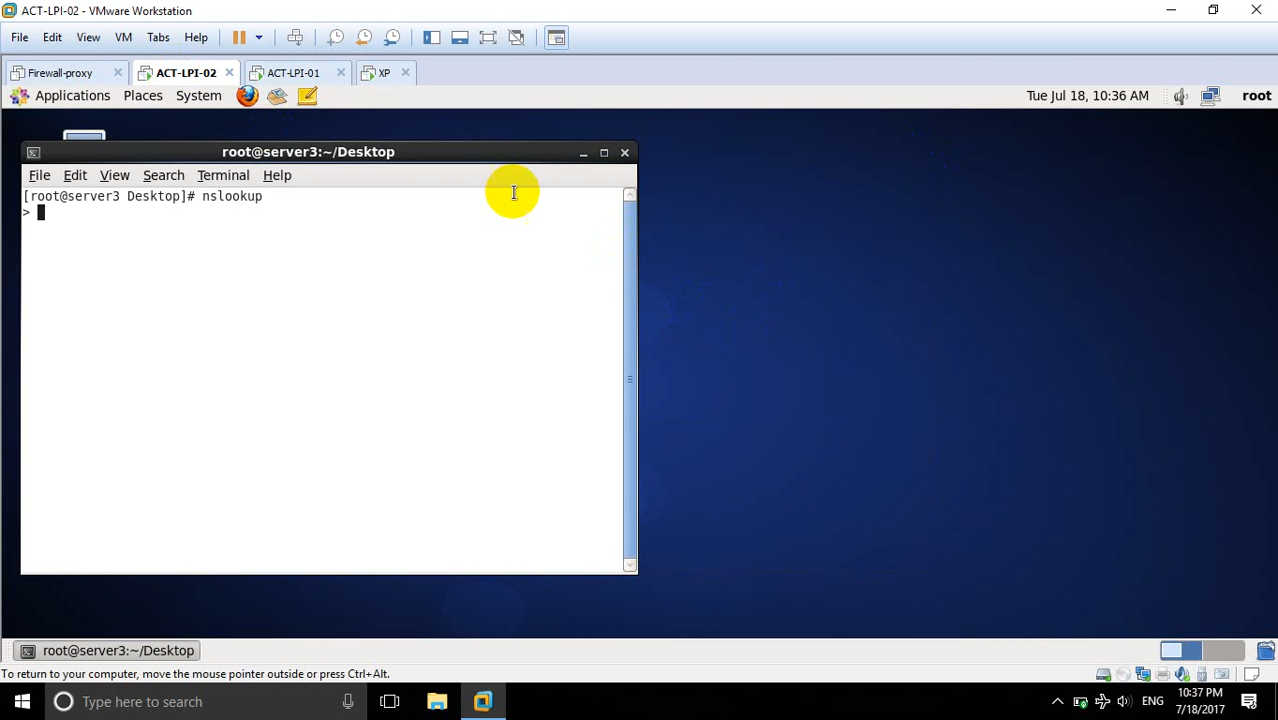 ACT-LPI-02 - VMware Workstation
File Edit View VM Tabs Help
Firewall-proxy ACT-LPI-02 ACT-LPI-01 XP
Applications Places System Tue Jul 18, 10:36 AM root
root@server3:~/Desktop
File Edit View Search Terminal Help
[root@server3 Desktop]# nslookup
>
root@server3:~/Desktop
To return to your computer, move the mouse pointer outside or press Ctrl+Alt.
Type here to search
ENG
10:37 PM
7/18/2017